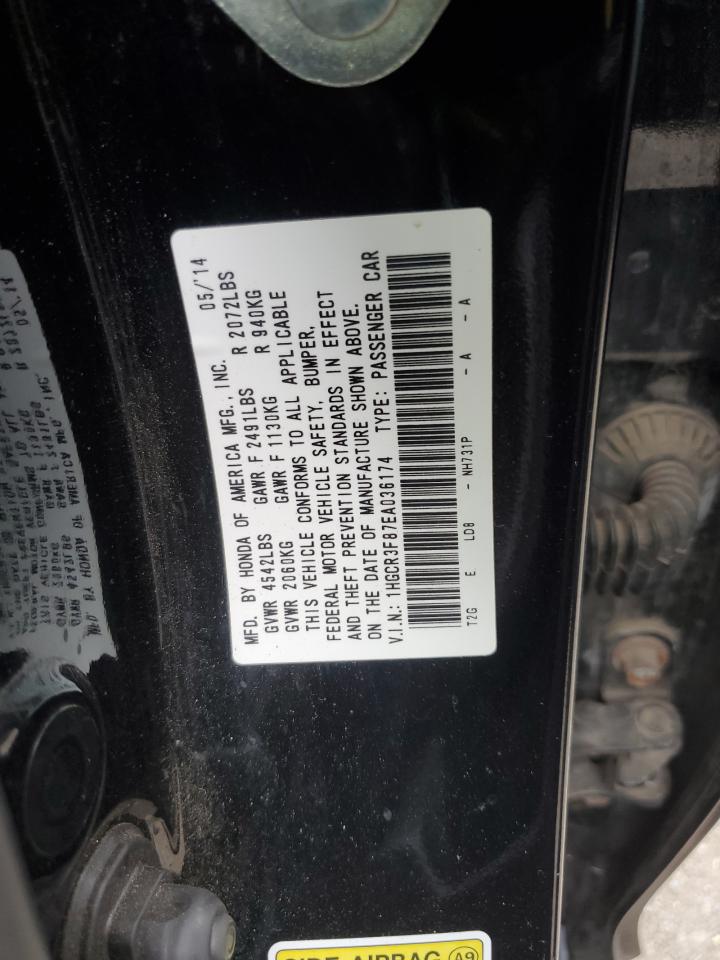 MFD. BY HONDA OF AMERICA MFG., INC. 05/'14
GVWR 4542LBS GAWR F 2491LBS R 2072LBS
GVWR 2060KG GAWR F 1130KG R 940KG
THIS VEHICLE CONFORMS TO ALL APPLICABLE
FEDERAL MOTOR VEHICLE SAFETY, BUMPER,
AND THEFT PREVENTION STANDARDS IN EFFECT
ON THE DATE OF MANUFACTURE SHOWN ABOVE.
V.I.N.: 1HGCR3F87EA036174 TYPE: PASSENGER CAR
T2G E LD8 - NH731P - A - A
SIDE AIRBAG A9